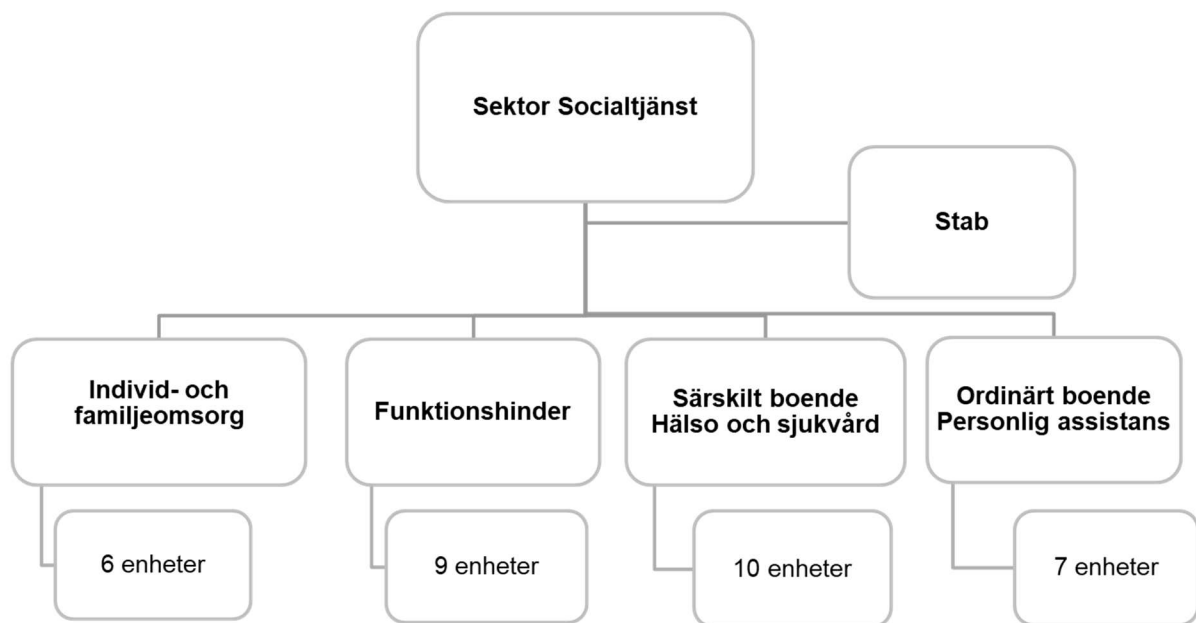 Sektor Socialtjänst
Stab
Individ- och
familjeomsorg
Funktionshinder
Särskilt boende
Hälso och sjukvård
Ordinärt boende
Personlig assistans
6 enheter
9 enheter
10 enheter
7 enheter